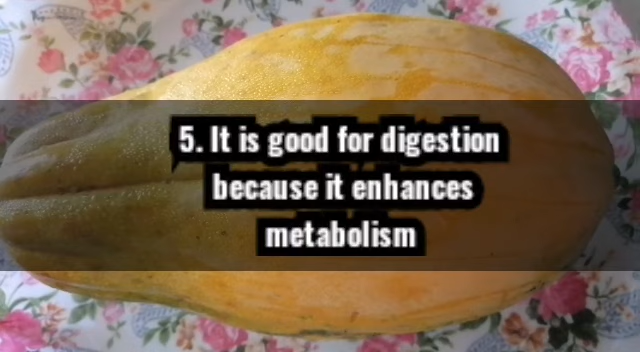 5. It is good for digestion
because it enhances
metabolism